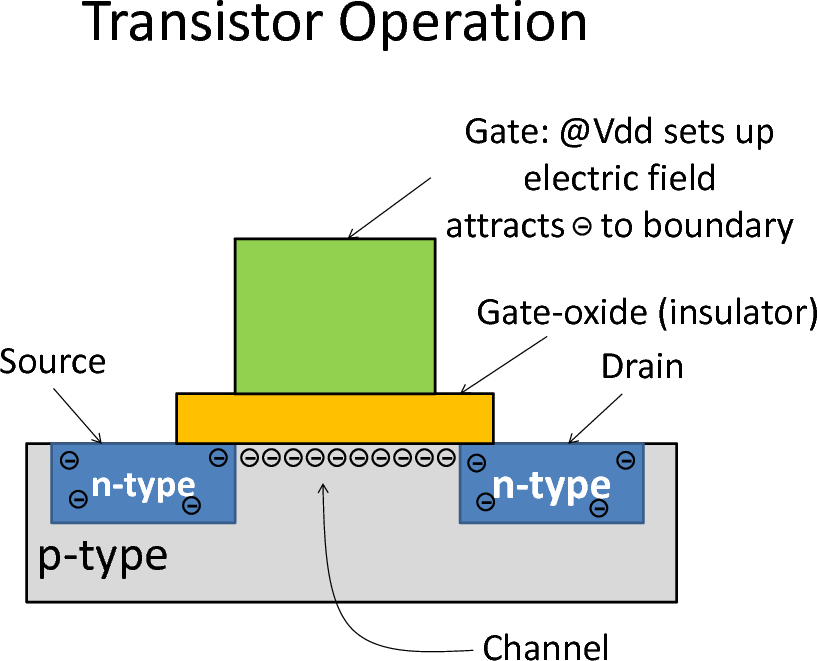 Transistor Operation
Gate: @Vdd sets up
electric field
attracts ⊖ to boundary
Gate-oxide (insulator)
Source
Drain
n-type
n-type
p-type
Channel